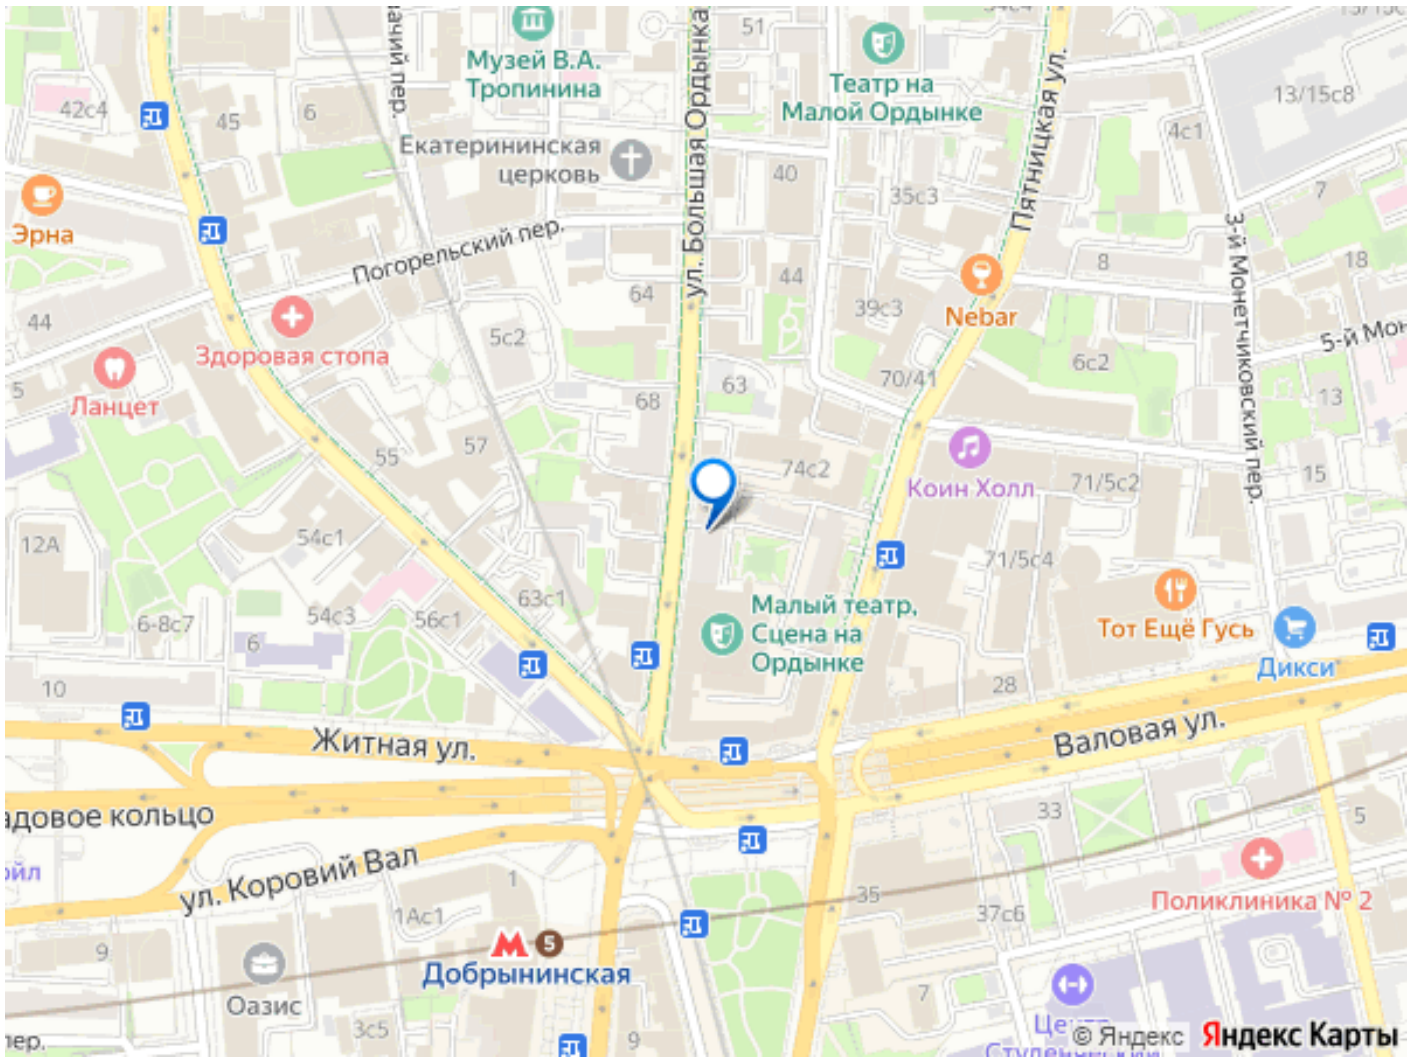 51
Музей В.А.
Тропинина
Театр на
Малой Ордынке
ул. Большая Ордынка
Пятницкая ул.
13/15с8
42с4
45
6
4с1
Екатерининская
церковь
40
35с3
7
Эрна
Погорельский пер.
3-й Монетчиковский пер.
8
18
44
64
44
39с3
Nebar
5с2
Здоровая стопа
6с2
5
Ланцет
68
63
70/41
13
57
55
74с2
Коин Холл
71/5с2
15
12А
54с1
71/5с4
6-8с7
54с3
56с1
63с1
6
Малый театр,
Сцена на
Ордынке
Тот Ещё Гусь
Дикси
10
28
Житная ул.
Валовая ул.
адовое кольцо
33
5
ойл
ул. Коровий Вал
1
1Ас1
35
37с6
Поликлиника № 2
9
5
Добрынинская
Оазис
3с5
7
9
пер.
© Яндекс
Яндекс Карты